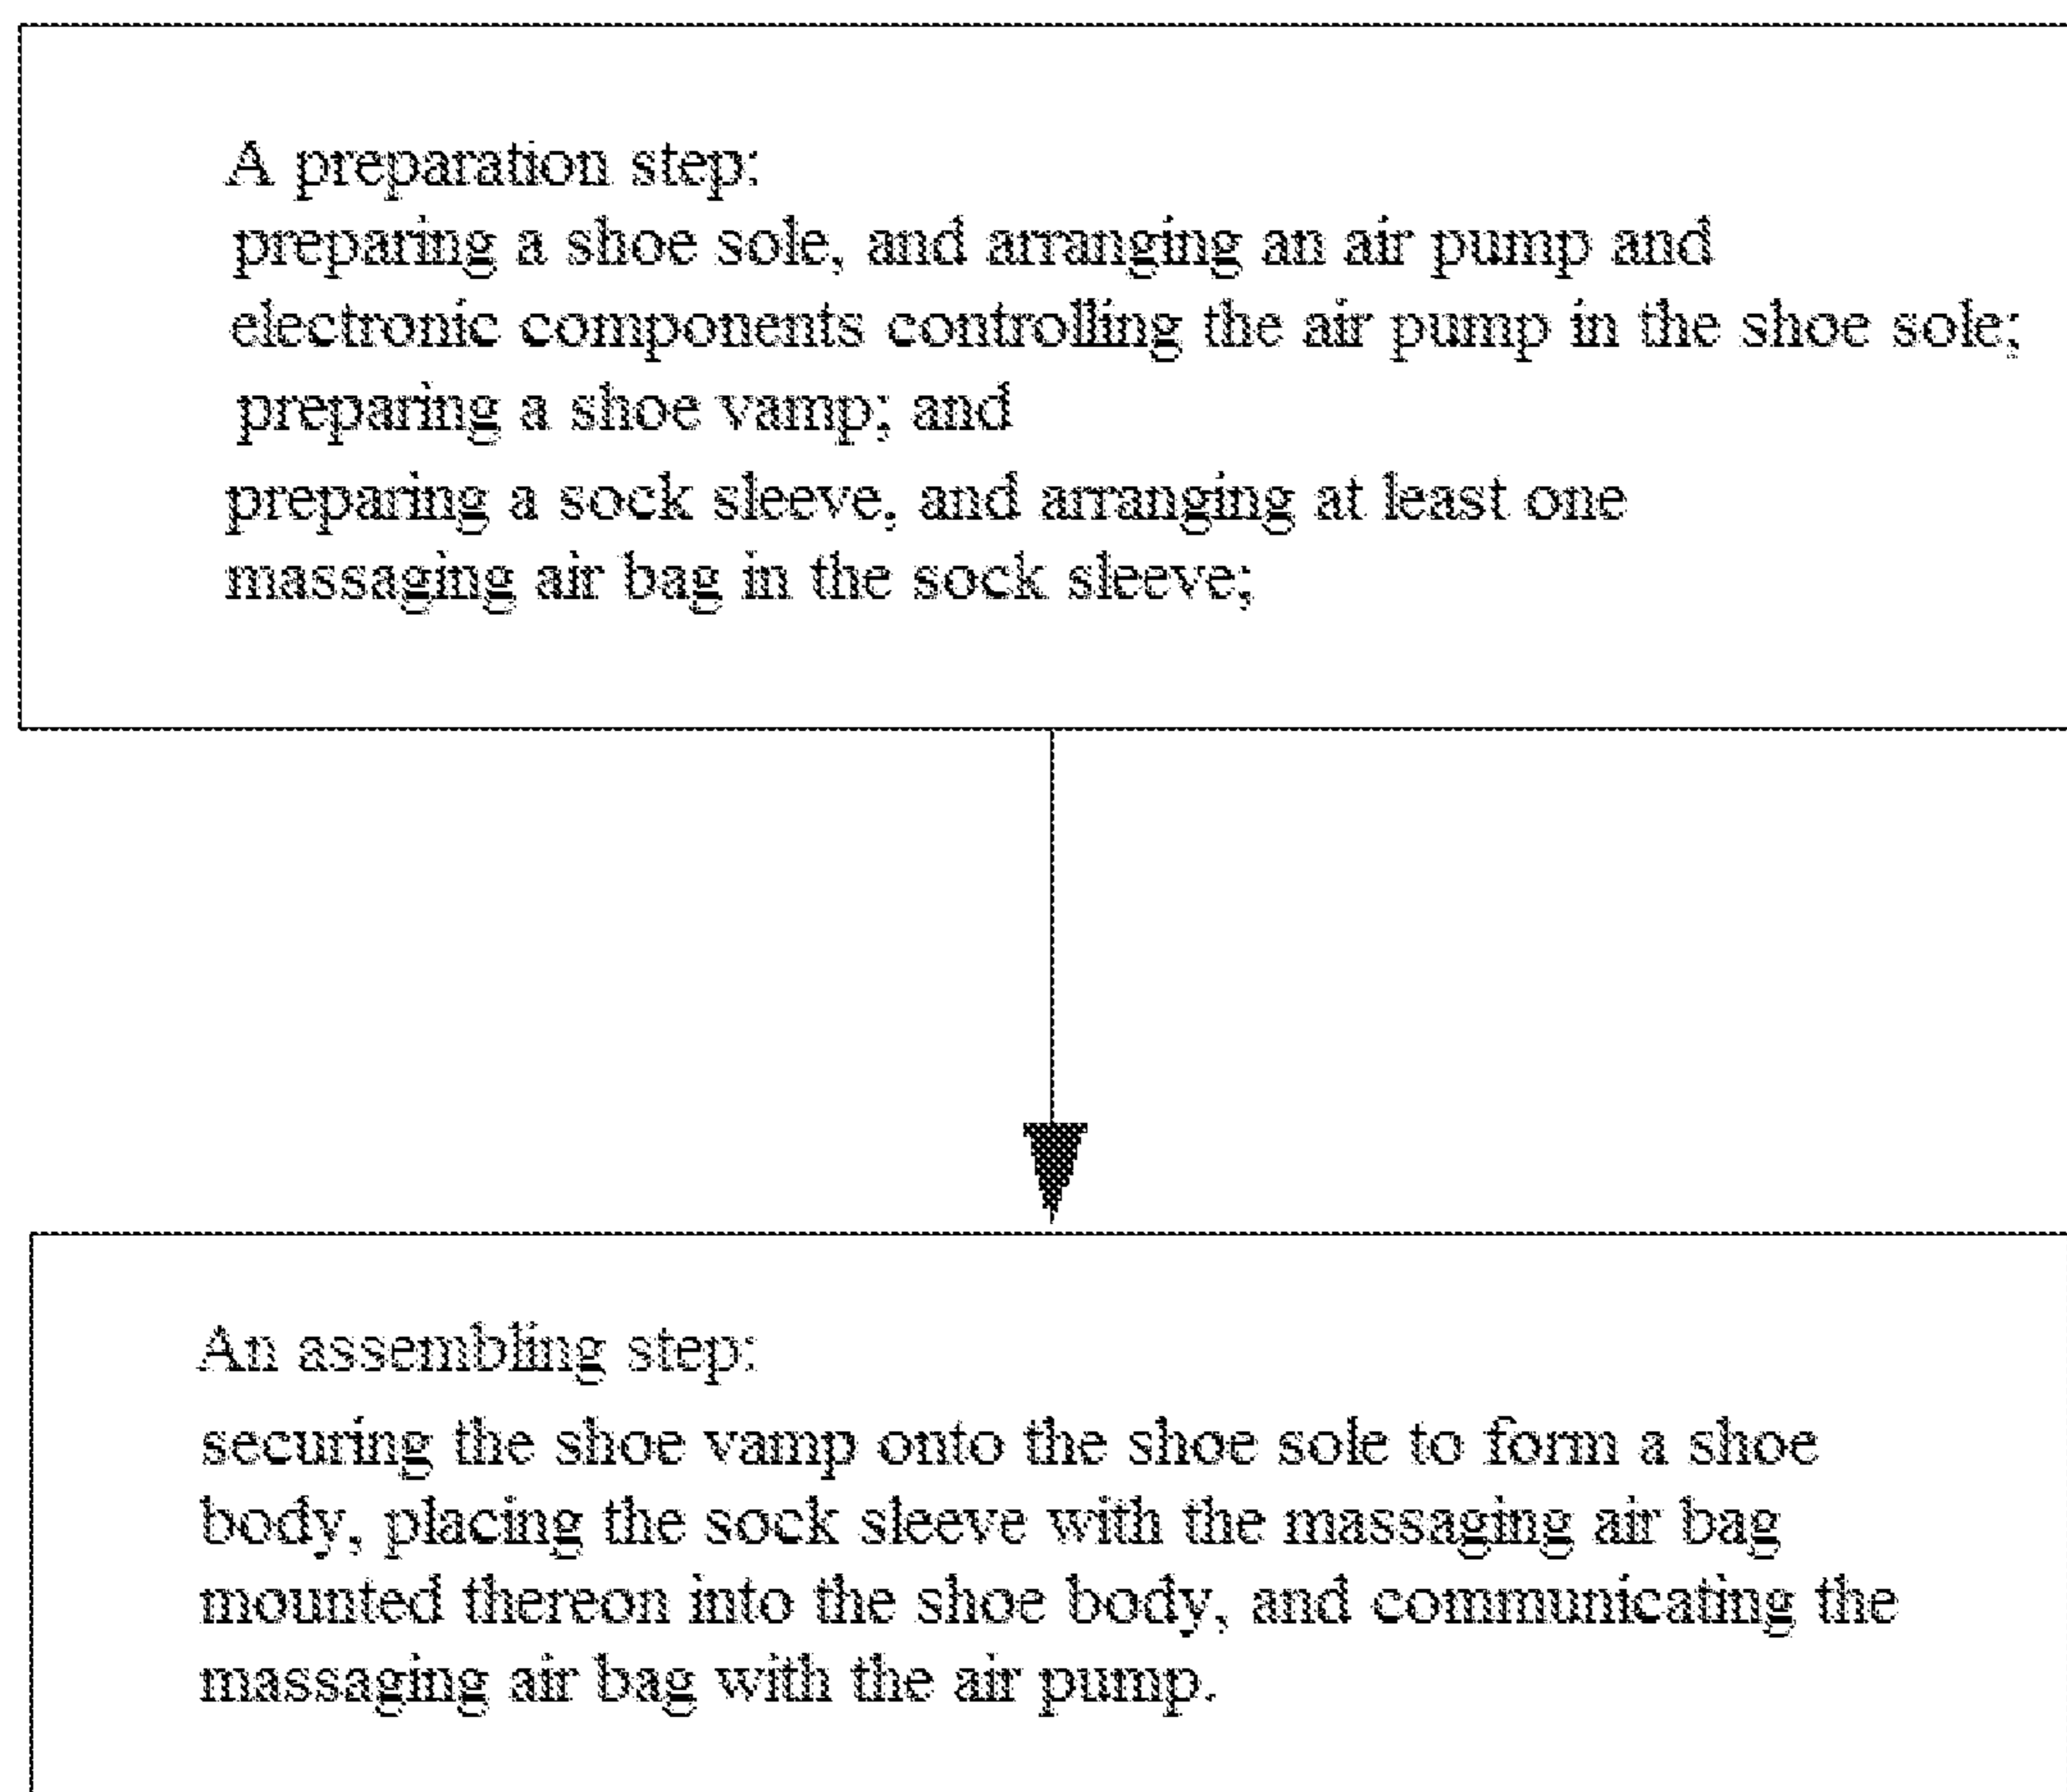 A preparation step:
preparing a shoe sole, and arranging an air pump and
electronic components controlling the air pump in the shoe sole;
preparing a shoe vamp; and
preparing a sock sleeve, and arranging at least one
massaging air bag in the sock sleeve;
An assembling step:
securing the shoe vamp onto the shoe sole to form a shoe
body, placing the sock sleeve with the massaging air bag
mounted thereon into the shoe body, and communicating the
massaging air bag with the air pump.